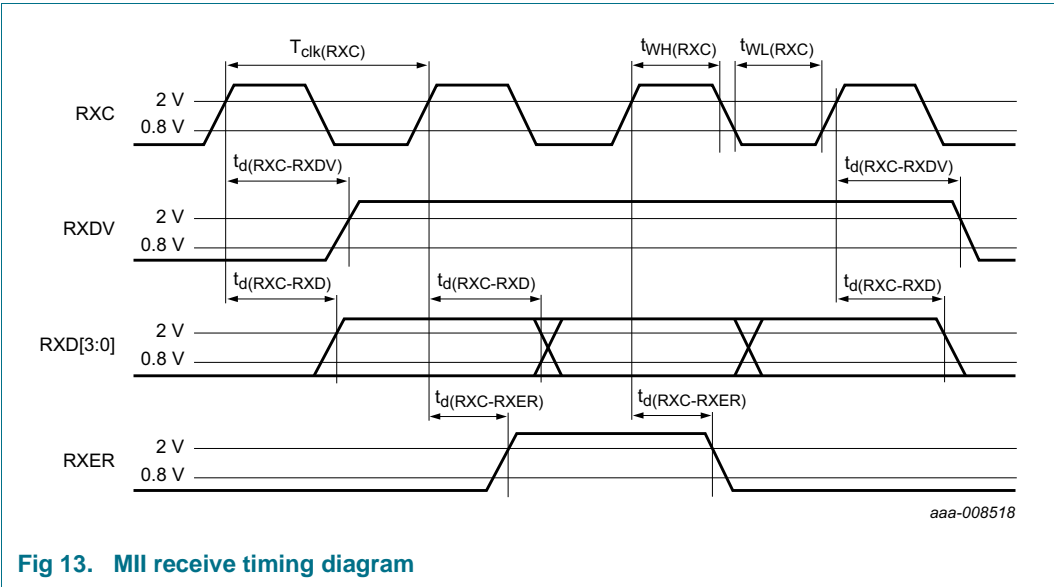 Tclk(RXC)
tWH(RXC) tWL(RXC)
RXC
2 V
0.8 V
td(RXC-RXDV)
td(RXC-RXDV)
RXDV
2 V
0.8 V
td(RXC-RXD)
td(RXC-RXD)
td(RXC-RXD)
RXD[3:0]
2 V
0.8 V
td(RXC-RXER)
td(RXC-RXER)
RXER
2 V
0.8 V
aaa-008518
Fig 13. MII receive timing diagram